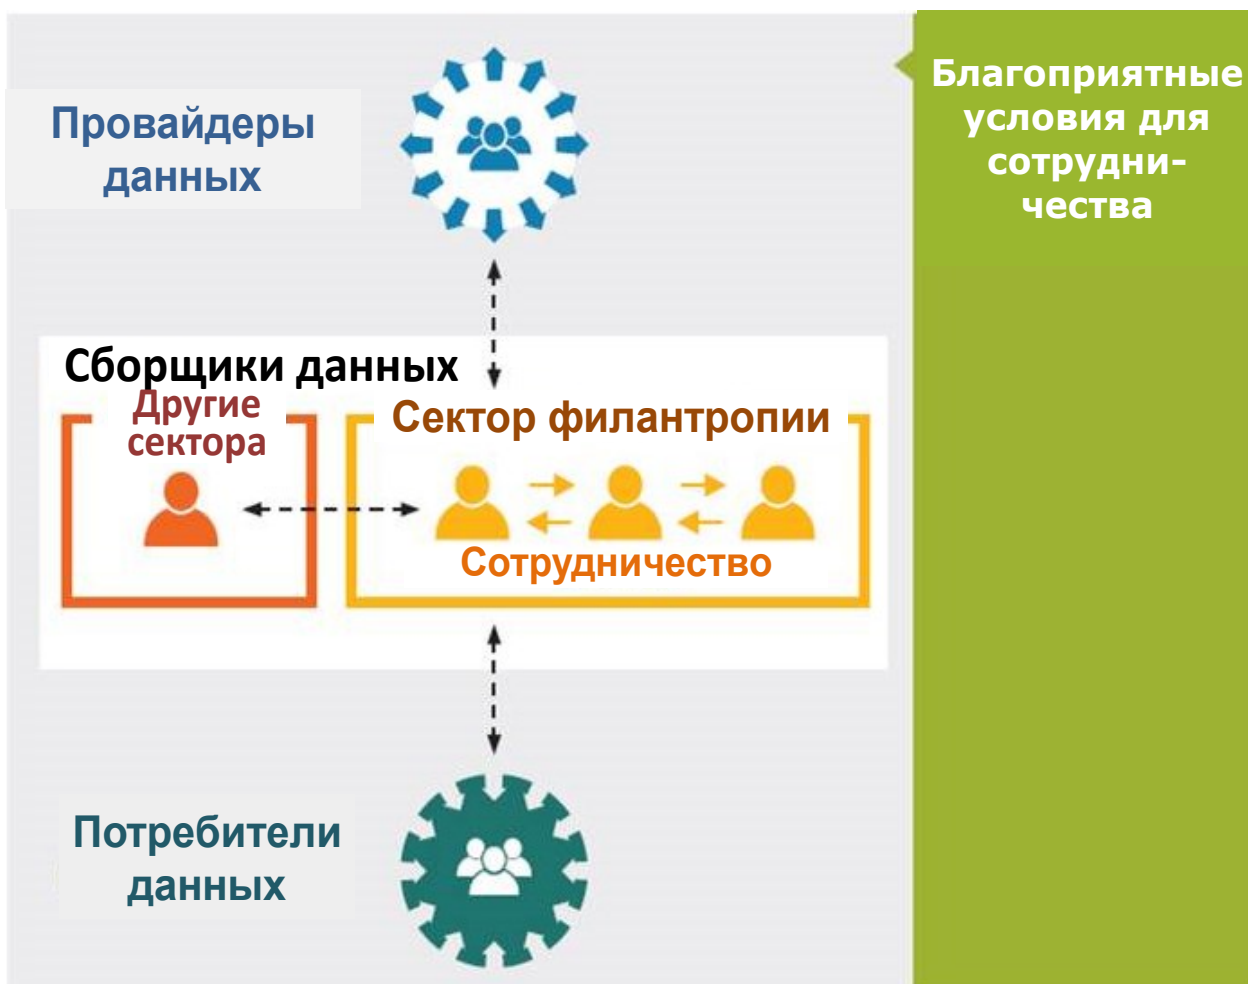 Провайдеры
данных
Благоприятные
условия для
сотрудни-
чества
Сборщики данных
Другие
сектора
Сектор филантропии
Сотрудничество
Потребители
данных